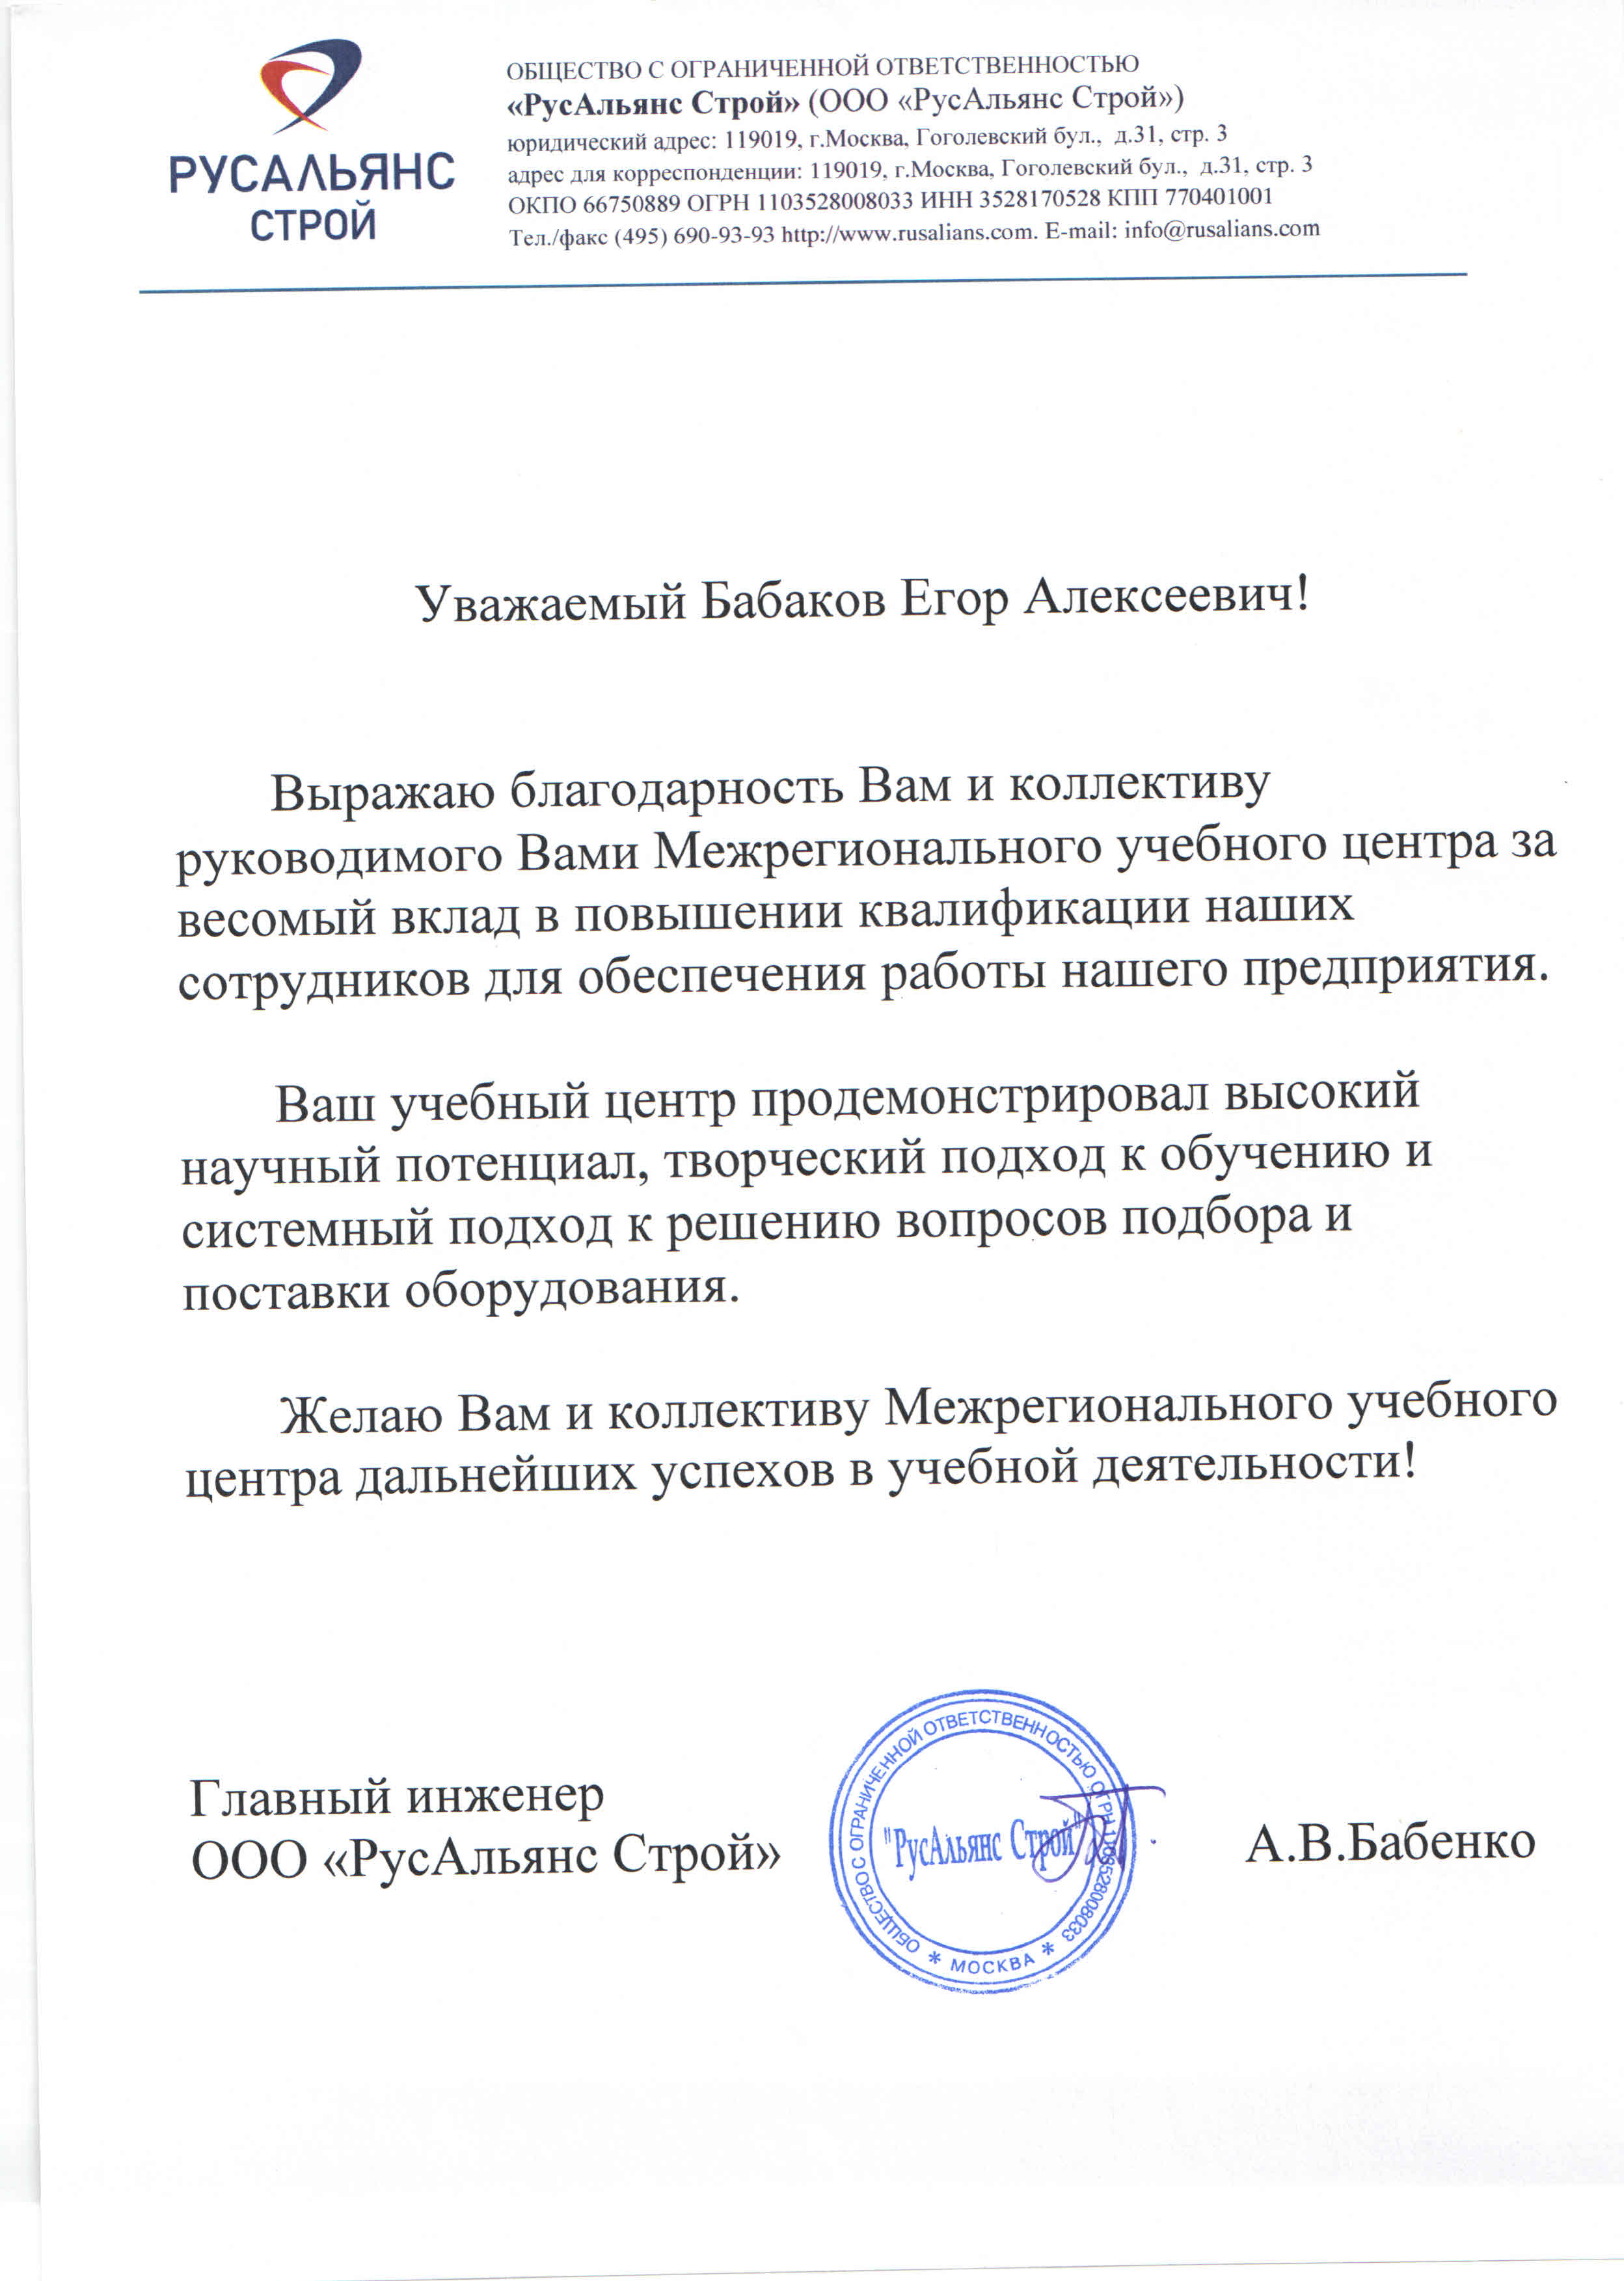 РУСАЛЬЯНС
СТРОЙ
ОБЩЕСТВО С ОГРАНИЧЕННОЙ ОТВЕТСТВЕННОСТЬЮ
«РусАльянс Строй» (ООО «РусАльянс Строй»)
юридический адрес: 119019, г.Москва, Гоголевский бул., д.31, стр. 3
адрес для корреспонденции: 119019, г.Москва, Гоголевский бул., д.31, стр. 3
ОКПО 66750889 ОГРН 1103528008033 ИНН 3528170528 КПП 770401001
Тел./факс (495) 690-93-93 http://www.rusalians.com. E-mail: info@rusalians.com
Уважаемый Бабаков Егор Алексеевич!
Выражаю благодарность Вам и коллективу
руководимого Вами Межрегионального учебного центра за
весомый вклад в повышении квалификации наших
сотрудников для обеспечения работы нашего предприятия.
Ваш учебный центр продемонстрировал высокий
научный потенциал, творческий подход к обучению и
системный подход к решению вопросов подбора и
поставки оборудования.
Желаю Вам и коллективу Межрегионального учебного
центра дальнейших успехов в учебной деятельности!
Главный инженер
ООО «РусАльянс Строй»
ОБЩЕСТВО С ОГРАНИЧЕННОЙ ОТВЕТСТВЕННОСТЬЮ ОГРН
"РусАльянс Строй"
* МОСКВА *
А.В.Бабенко